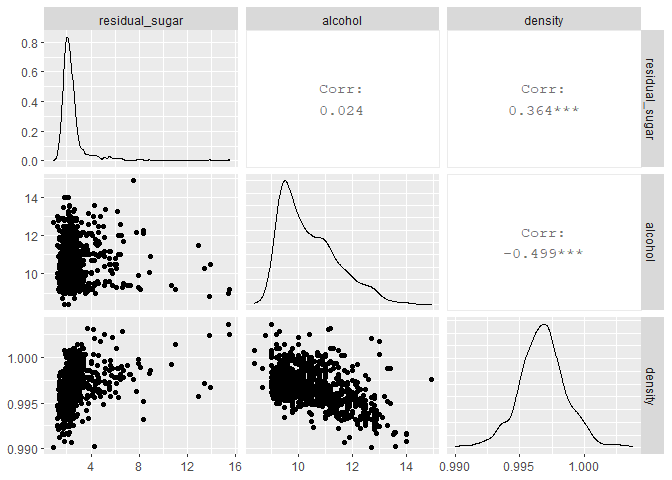 residual_sugar alcohol density
0.8
0.6
0.4
0.2
0.0
Corr:
0.024
Corr:
0.364***
residual_sugar
14
12
10
Corr:
-0.499***
alcohol
1.000
0.995
0.990
density
4 8 12 16
10 12 14
0.990 0.995 1.000